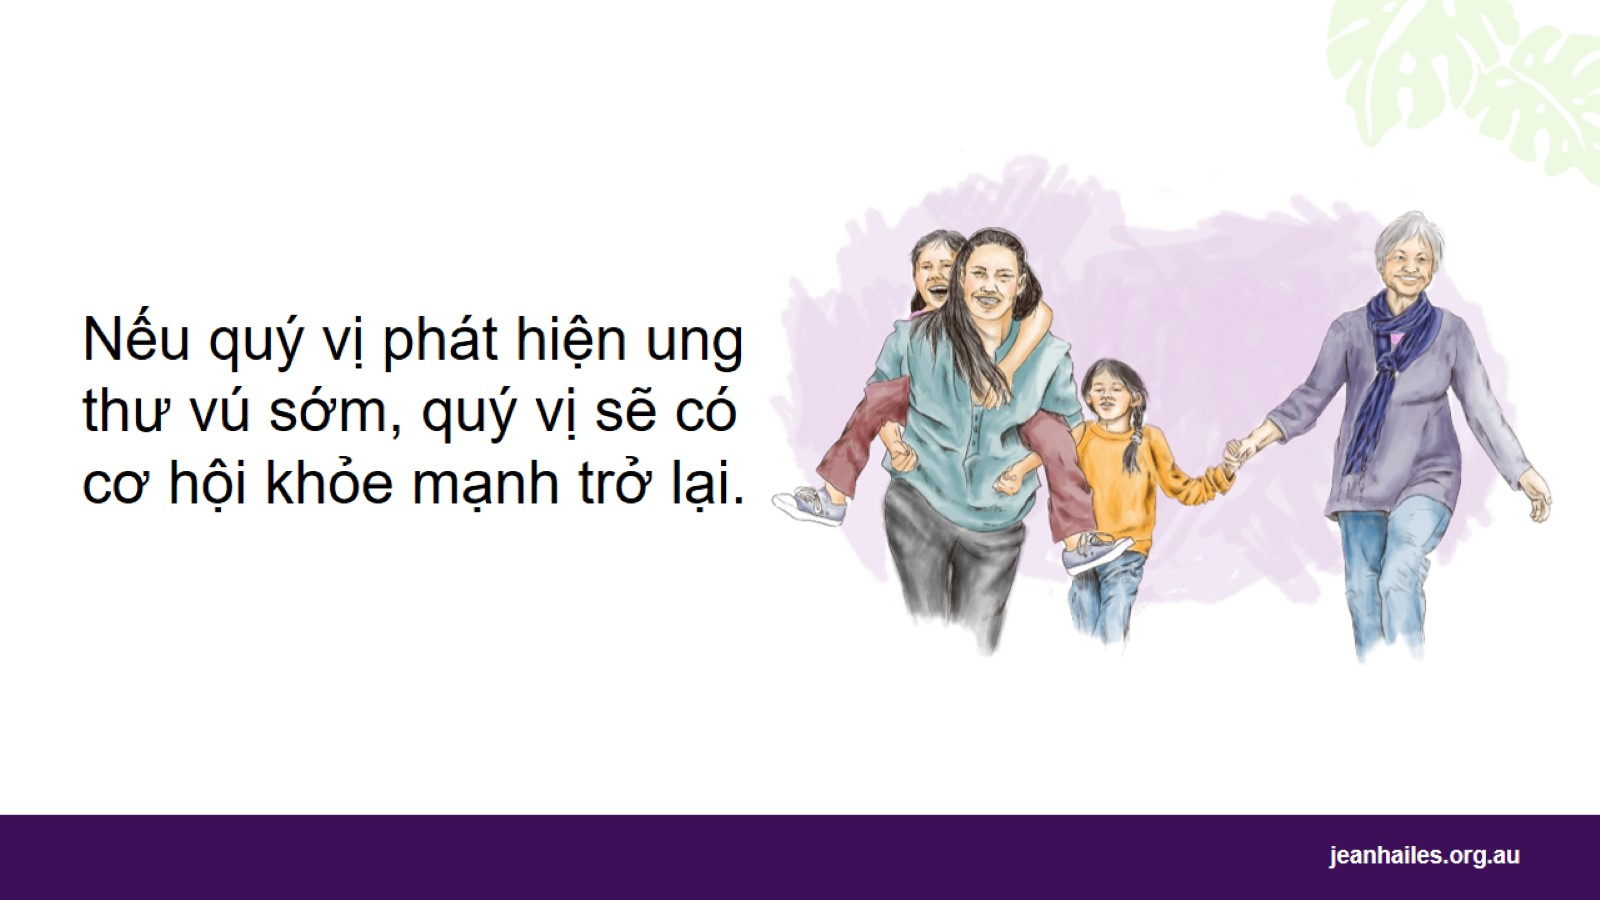 Nếu quý vị phát hiện ung
thư vú sớm, quý vị sẽ có
cơ hội khỏe mạnh trở lại.
jeanhailes.org.au